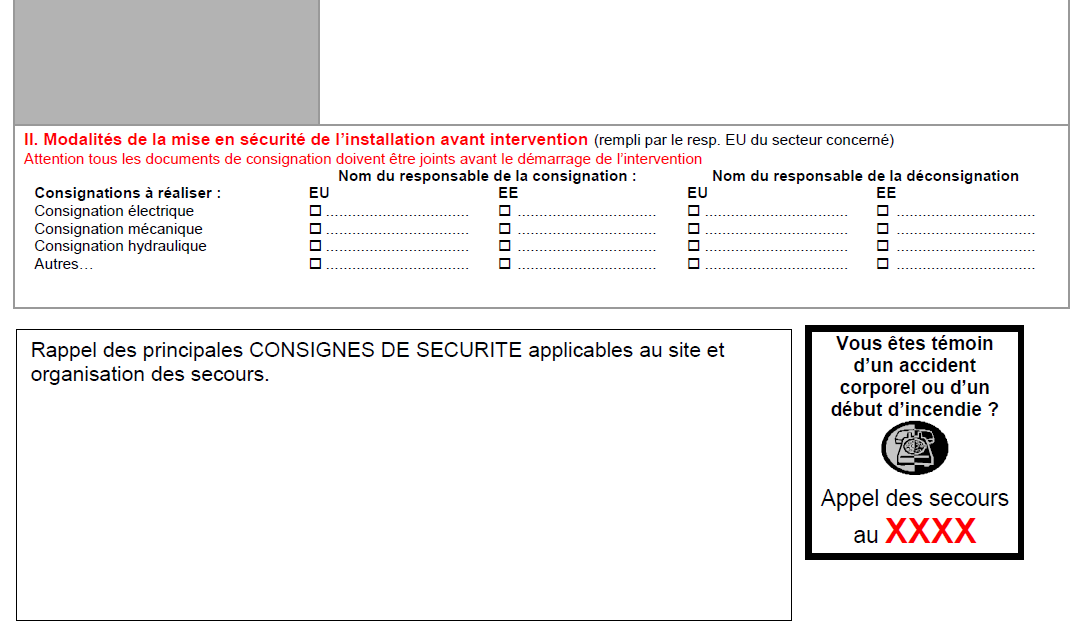 II. Modalités de la mise en sécurité de l’installation avant intervention (rempli par le resp. EU du secteur concerné)
Attention tous les documents de consignation doivent être joints avant le démarrage de l’intervention
Nom du responsable de la consignation : Nom du responsable de la déconsignation
Consignations à réaliser : EU EE EU EE
Consignation électrique ☐ ................................. ☐ ................................ ☐ ................................. ☐ ................................
Consignation mécanique ☐ ................................. ☐ ................................ ☐ ................................. ☐ ................................
Consignation hydraulique ☐ ................................. ☐ ................................ ☐ ................................. ☐ ................................
Autres… ☐ ................................. ☐ ................................ ☐ ................................. ☐ ................................
Rappel des principales CONSIGNES DE SECURITE applicables au site et
organisation des secours.
Vous êtes témoin
d’un accident
corporel ou d’un
début d’incendie ?
Appel des secours
au XXXX